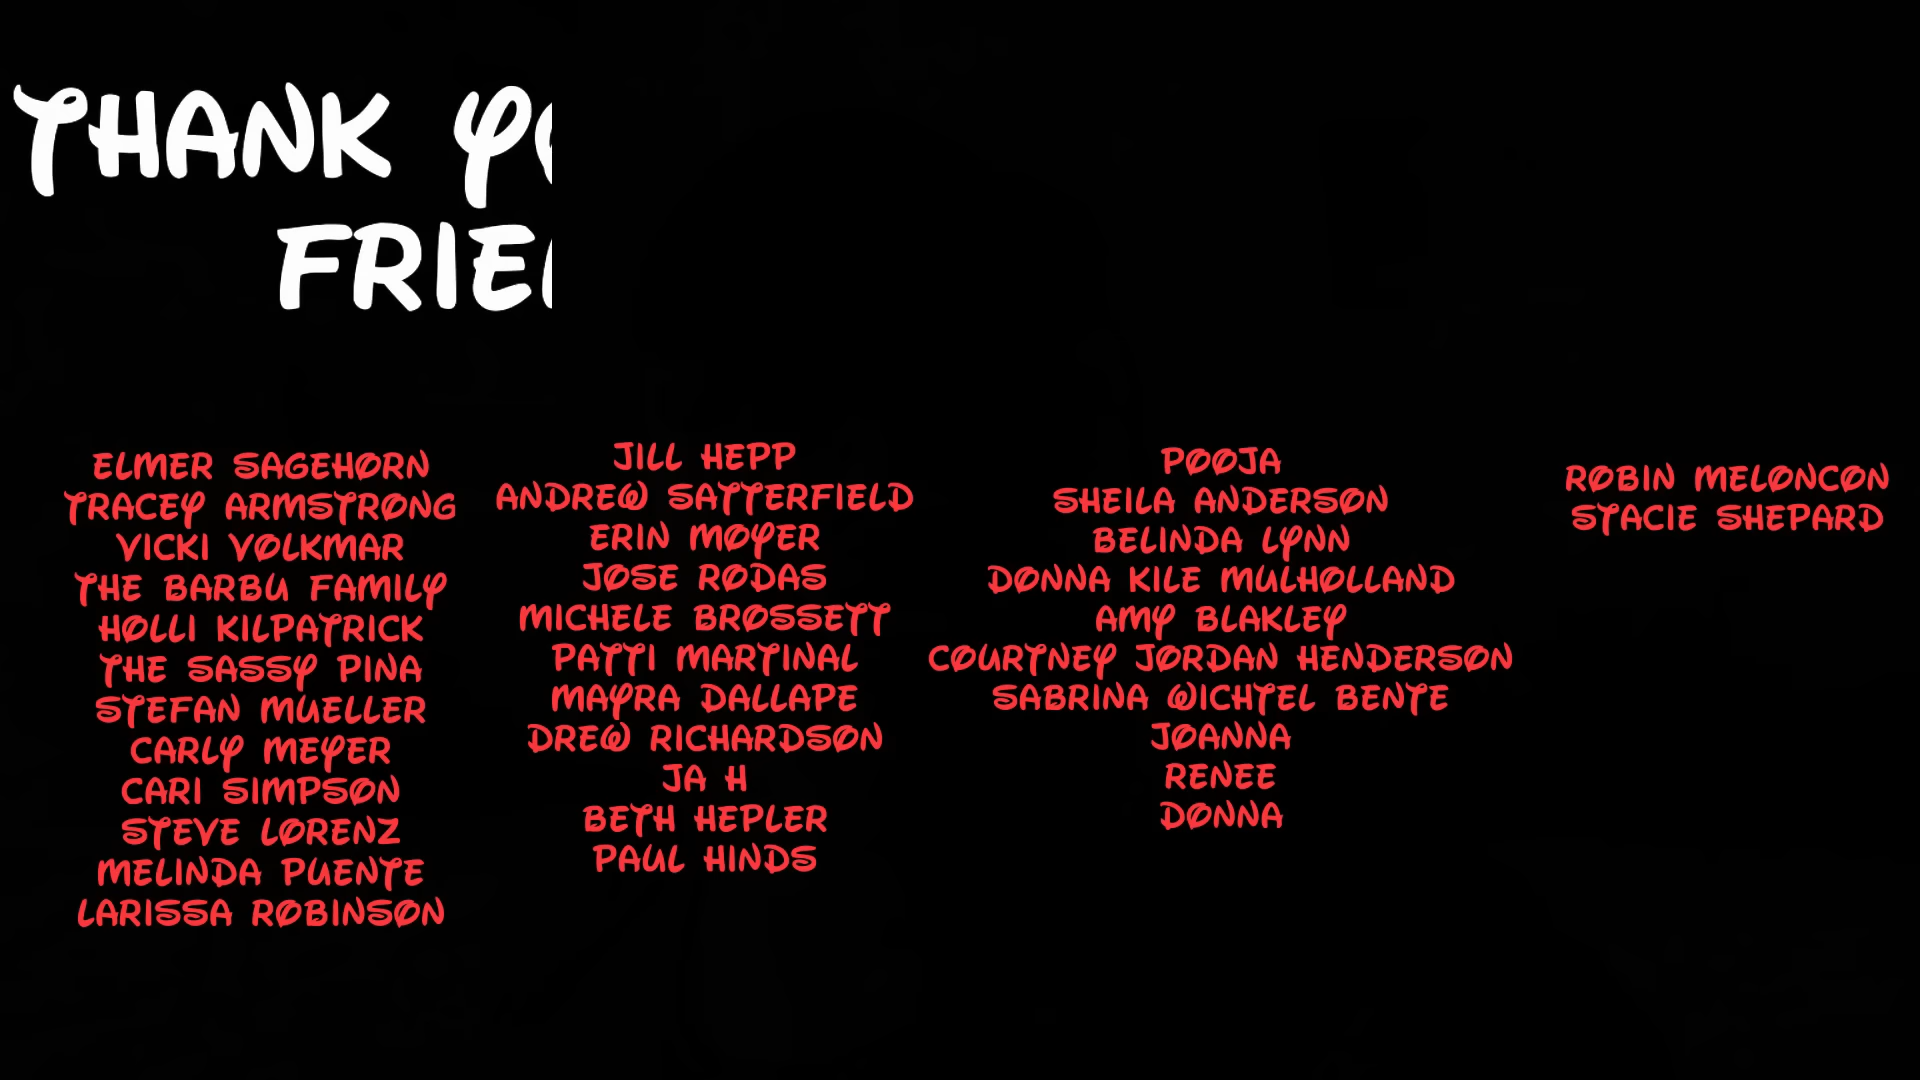 THANK YO
FRIE
ELMER SAGEHORN
TRACEY ARMSTRONG
VICKI VOLKMAR
THE BARBU FAMILY
HOLLI KILPATRICK
THE SASSY PINA
STEFAN MUELLER
CARLY MEYER
CARI SIMPSON
STEVE LORENZ
MELINDA PUENTE
LARISSA ROBINSON
JILL HEPP
ANDREW SATTERFIELD
ERIN MOYER
JOSE RODAS
MICHELE BROSSETT
PATTI MARTINAL
MAYRA DALLAPE
DREW RICHARDSON
JA H
BETH HEPLER
PAUL HINDS
POOJA
SHEILA ANDERSON
BELINDA LYNN
DONNA KILE MULHOLLAND
AMY BLAKLEY
COURTNEY JORDAN HENDERSON
SABRINA WICHTEL BENTE
JOANNA
RENEE
DONNA
ROBIN MELONCON
STACIE SHEPARD